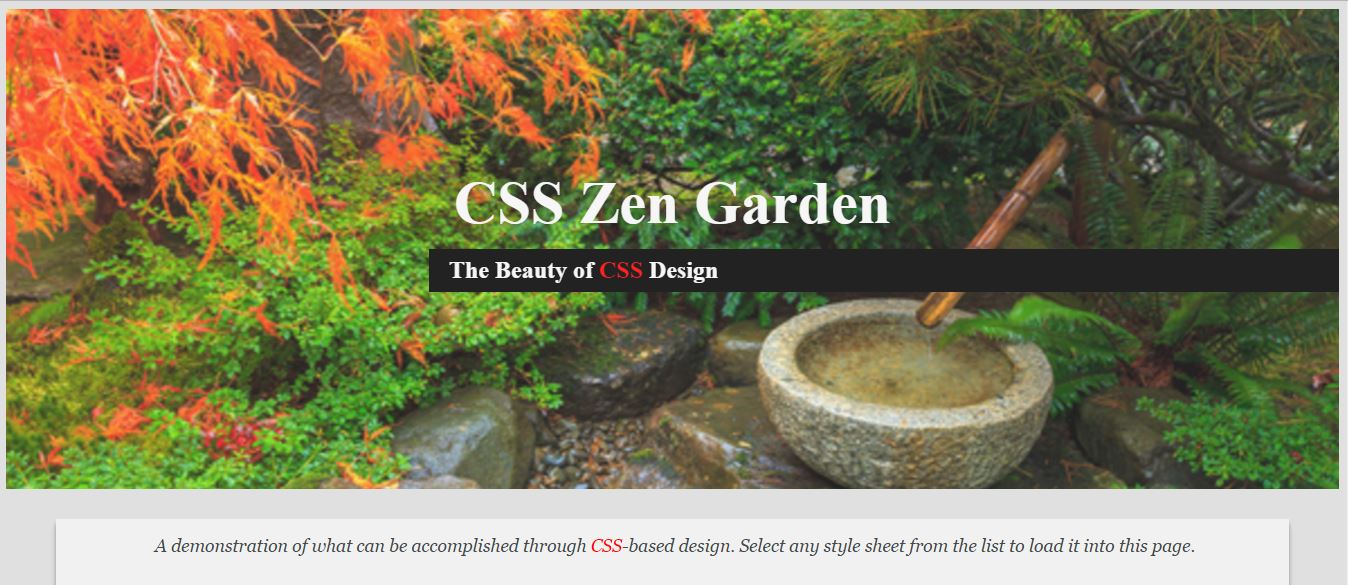 CSS Zen Garden
The Beauty of CSS Design
A demonstration of what can be accomplished through CSS-based design. Select any style sheet from the list to load it into this page.